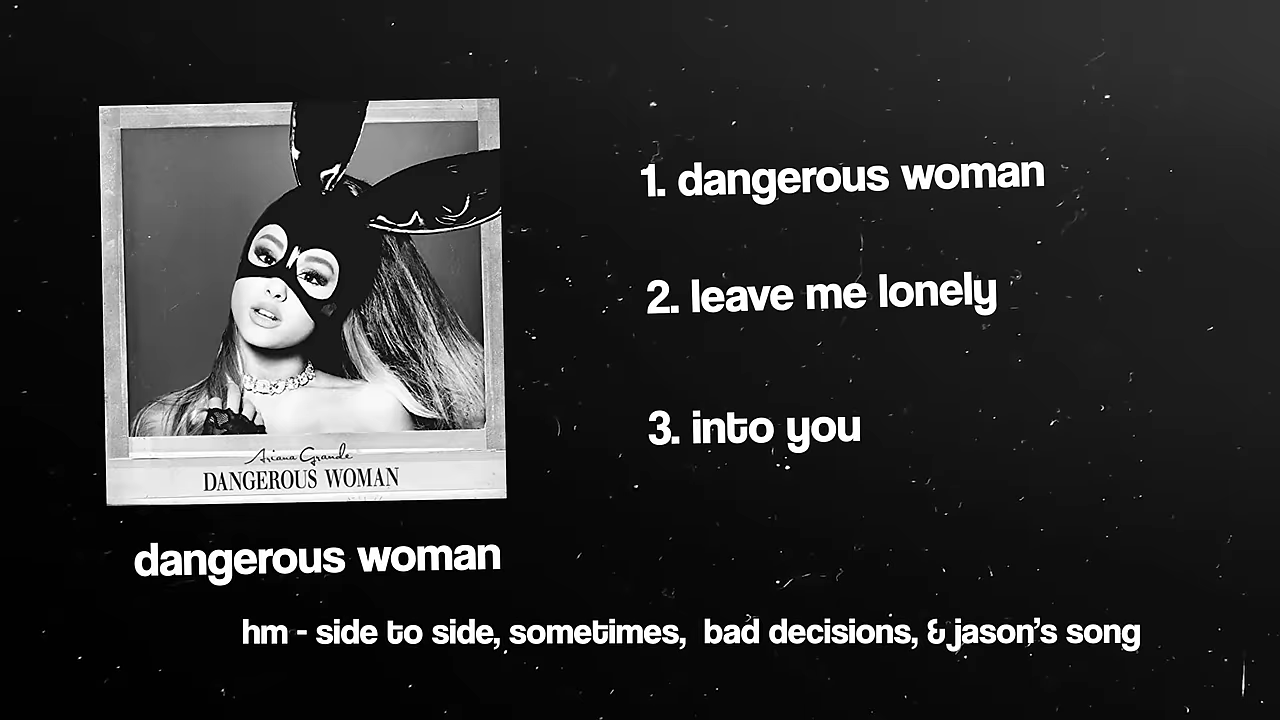 1. dangerous woman
2. leave me lonely
3. into you
Ariana Grande
DANGEROUS WOMAN
dangerous woman
hm - side to side, sometimes, bad decisions, & jason's song